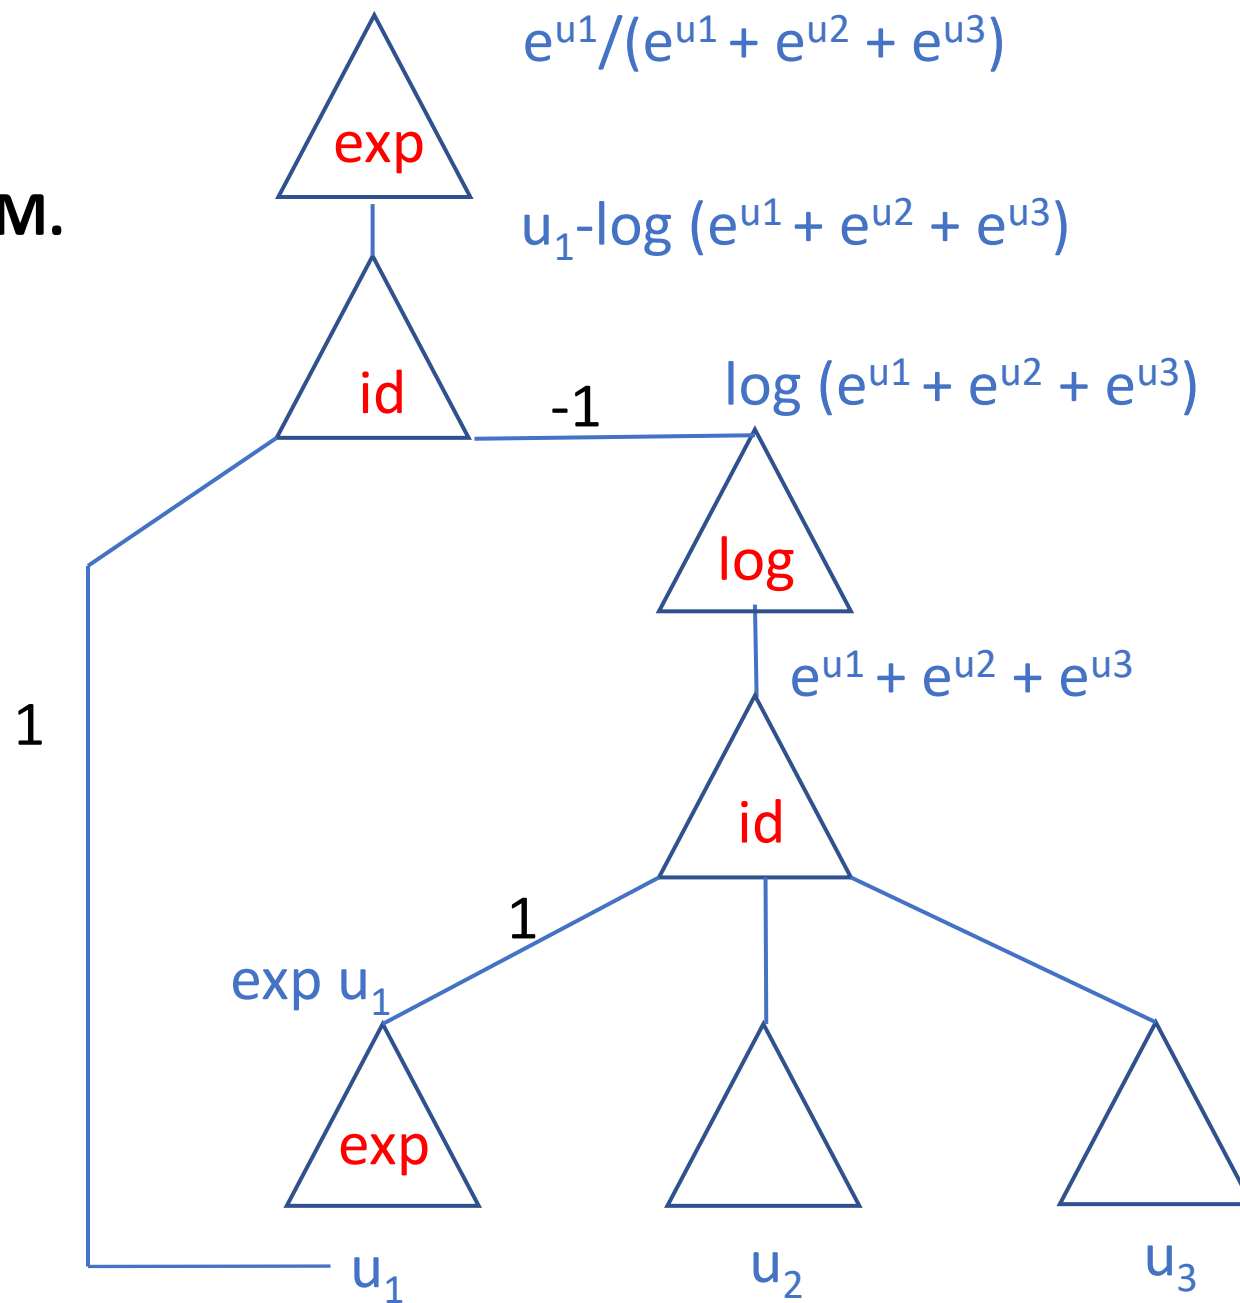 e^u1/(e^u1 + e^u2 + e^u3)
exp
M.
u₁-log (e^u1 + e^u2 + e^u3)
id
-1
log (e^u1 + e^u2 + e^u3)
log
1
e^u1 + e^u2 + e^u3
id
1
exp u₁
exp
u₁
u₂
u₃